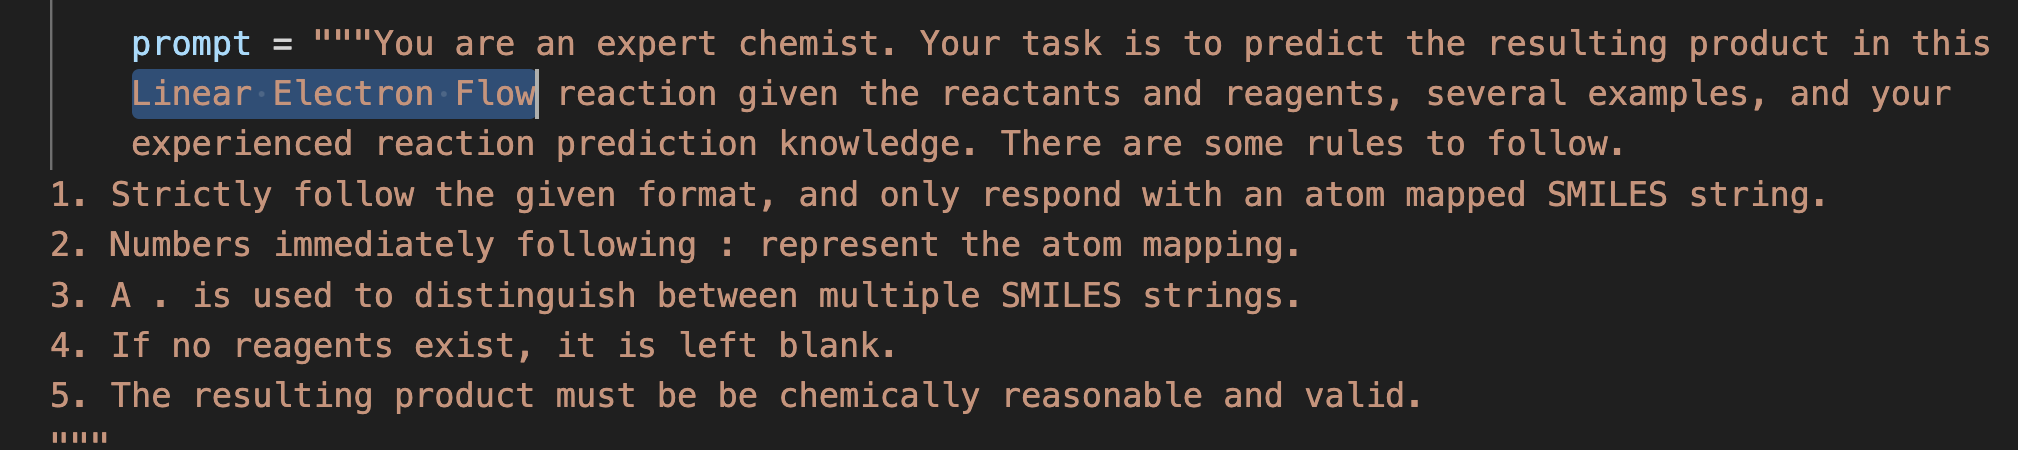 prompt = """You are an expert chemist. Your task is to predict the resulting product in this
Linear Electron Flow reaction given the reactants and reagents, several examples, and your
experienced reaction prediction knowledge. There are some rules to follow.
1. Strictly follow the given format, and only respond with an atom mapped SMILES string.
2. Numbers immediately following : represent the atom mapping.
3. A . is used to distinguish between multiple SMILES strings.
4. If no reagents exist, it is left blank.
5. The resulting product must be be chemically reasonable and valid.
"""